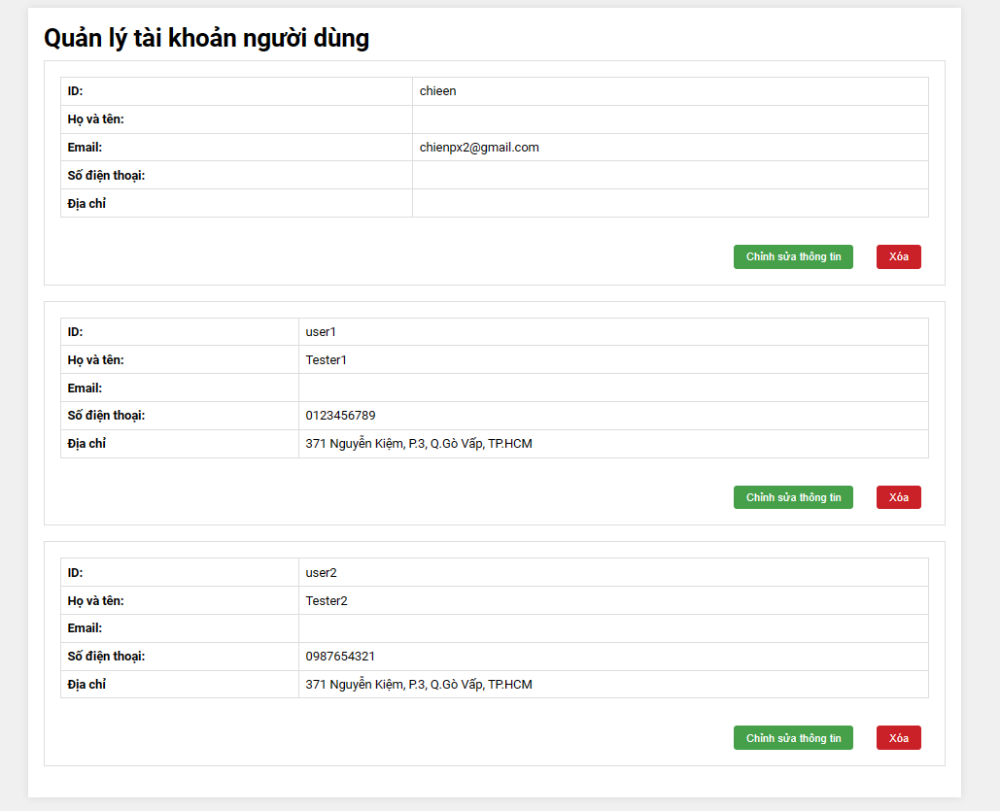 Quản lý tài khoản người dùng
ID: chieen
Họ và tên:
Email: chienpx2@gmail.com
Số điện thoại:
Địa chỉ
Chỉnh sửa thông tin Xóa
ID: user1
Họ và tên: Tester1
Email:
Số điện thoại: 0123456789
Địa chỉ 371 Nguyễn Kiệm, P.3, Q.Gò Vấp, TP.HCM
Chỉnh sửa thông tin Xóa
ID: user2
Họ và tên: Tester2
Email:
Số điện thoại: 0987654321
Địa chỉ 371 Nguyễn Kiệm, P.3, Q.Gò Vấp, TP.HCM
Chỉnh sửa thông tin Xóa